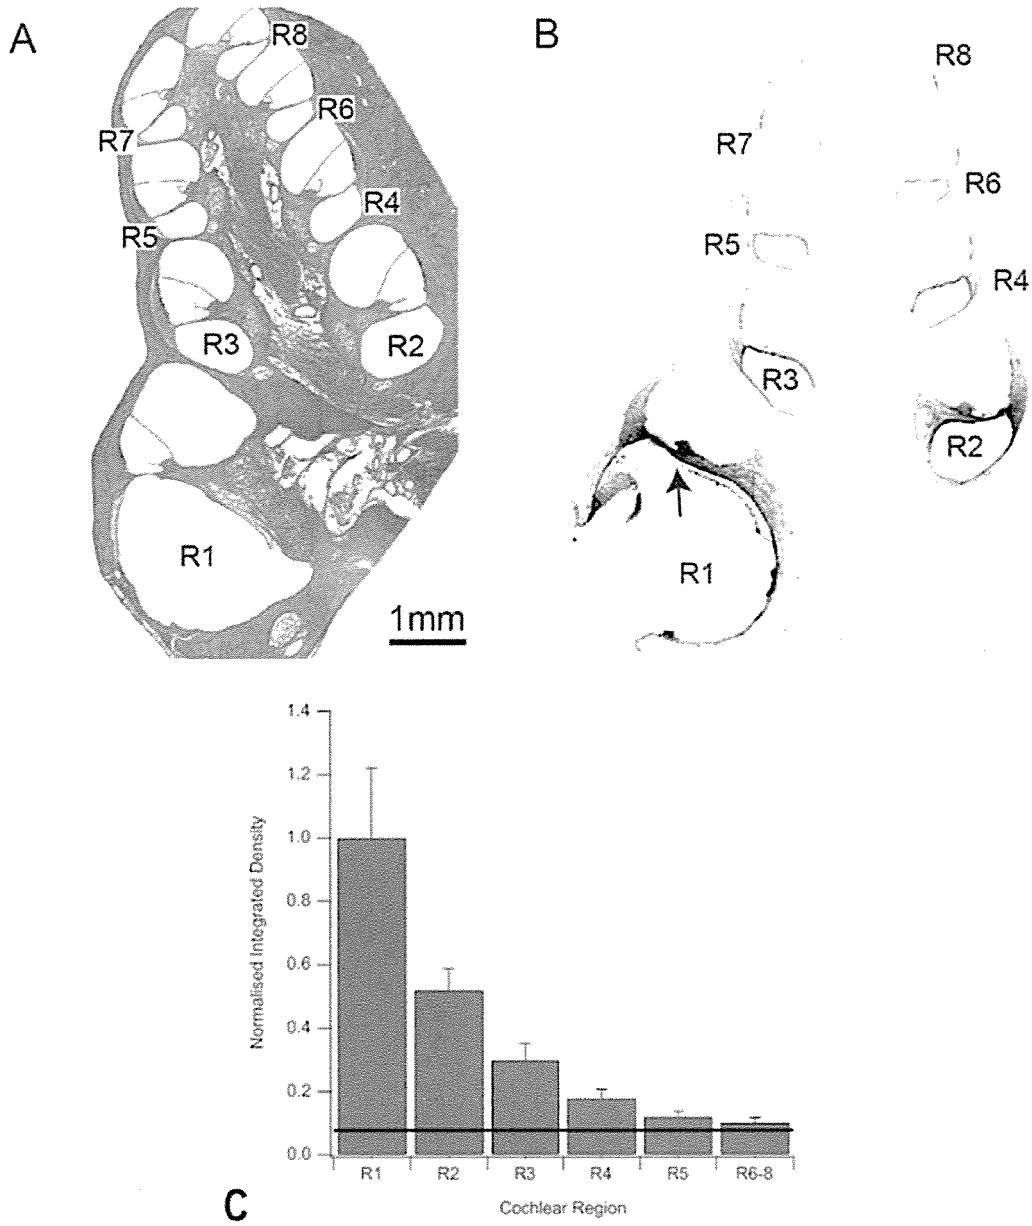 A
R8
R6
R7
R4
R5
R3
R2
R1
1mm
B
R8
R7
R6
R5
R4
R3
R2
R1
Normalised Integrated Density
1.4
1.2
1.0
0.8
0.6
0.4
0.2
0.0
R1 R2 R3 R4 R5 R6-8
Cochlear Region
C